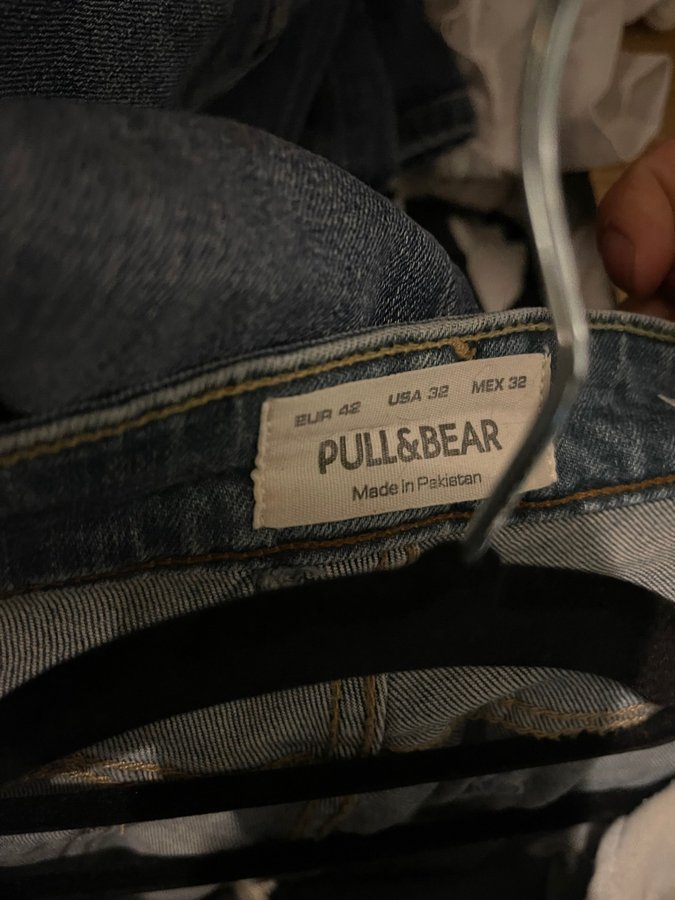 EUR 42 USA 32 MEX 32
PULL&BEAR
Made in Pakistan